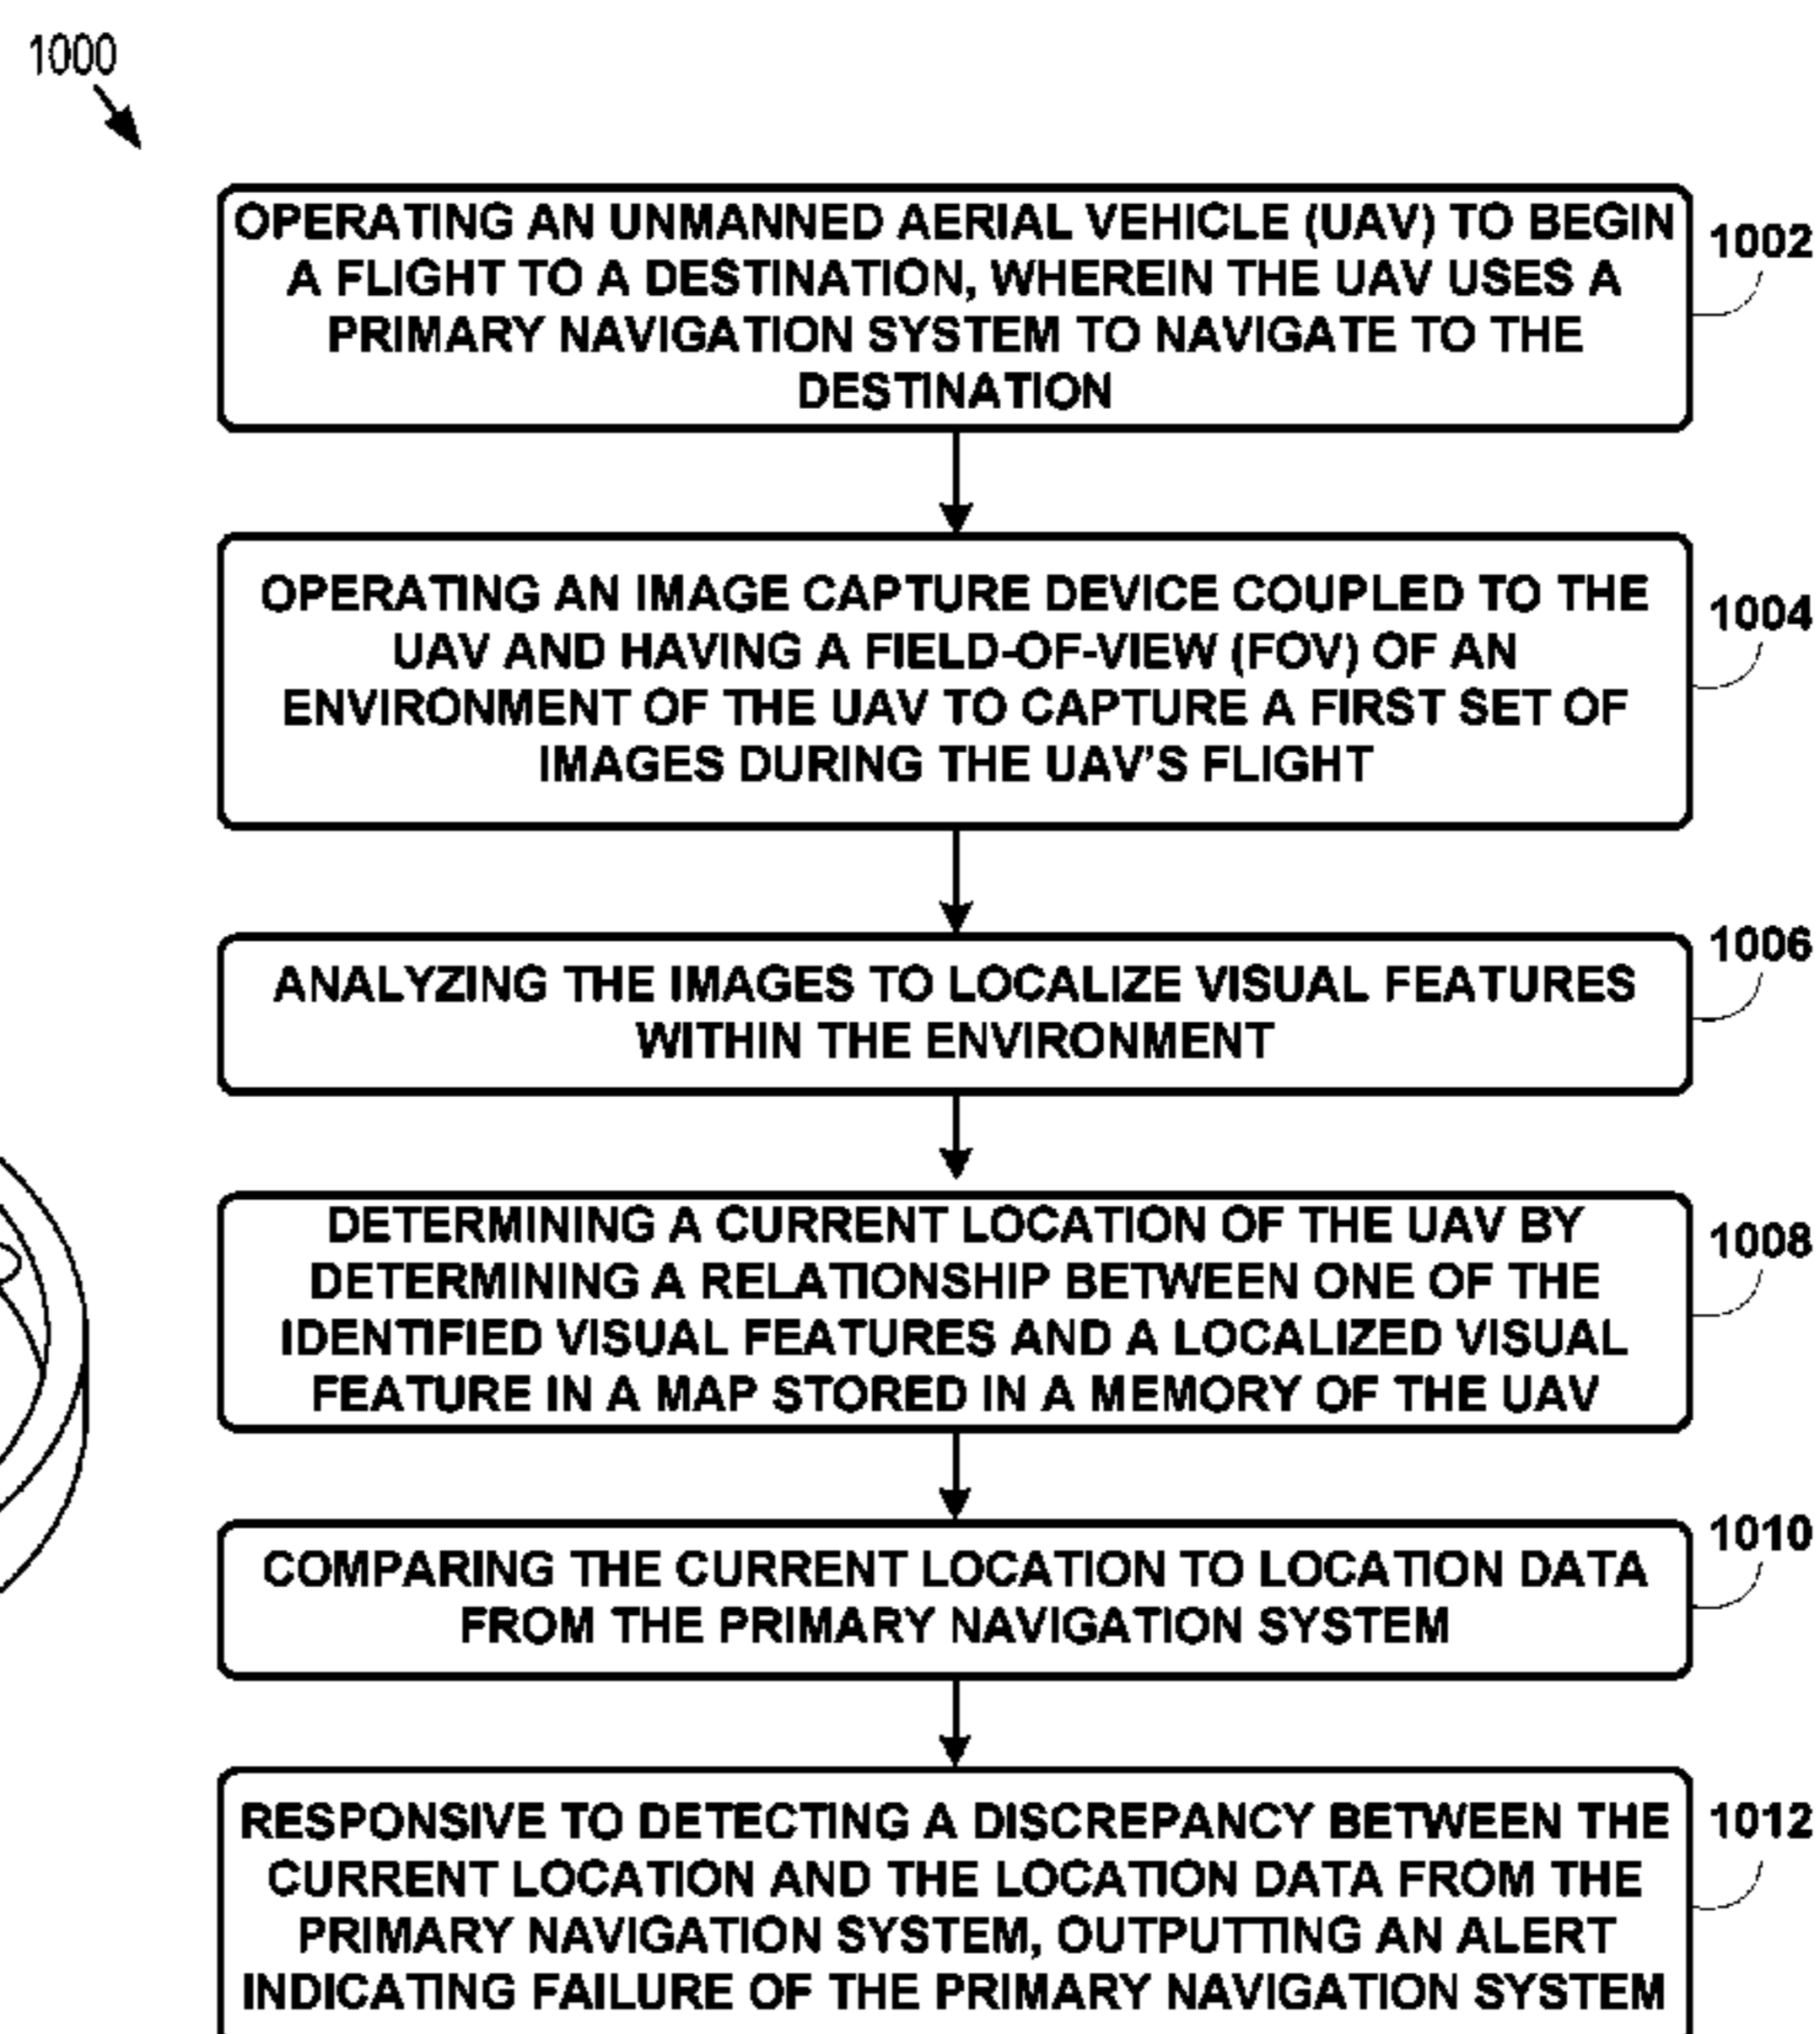 1000
OPERATING AN UNMANNED AERIAL VEHICLE (UAV) TO BEGIN
A FLIGHT TO A DESTINATION, WHEREIN THE UAV USES A
PRIMARY NAVIGATION SYSTEM TO NAVIGATE TO THE
DESTINATION
1002
OPERATING AN IMAGE CAPTURE DEVICE COUPLED TO THE
UAV AND HAVING A FIELD-OF-VIEW (FOV) OF AN
ENVIRONMENT OF THE UAV TO CAPTURE A FIRST SET OF
IMAGES DURING THE UAV'S FLIGHT
1004
ANALYZING THE IMAGES TO LOCALIZE VISUAL FEATURES
WITHIN THE ENVIRONMENT
1006
DETERMINING A CURRENT LOCATION OF THE UAV BY
DETERMINING A RELATIONSHIP BETWEEN ONE OF THE
IDENTIFIED VISUAL FEATURES AND A LOCALIZED VISUAL
FEATURE IN A MAP STORED IN A MEMORY OF THE UAV
1008
COMPARING THE CURRENT LOCATION TO LOCATION DATA
FROM THE PRIMARY NAVIGATION SYSTEM
1010
RESPONSIVE TO DETECTING A DISCREPANCY BETWEEN THE
CURRENT LOCATION AND THE LOCATION DATA FROM THE
PRIMARY NAVIGATION SYSTEM, OUTPUTTING AN ALERT
INDICATING FAILURE OF THE PRIMARY NAVIGATION SYSTEM
1012